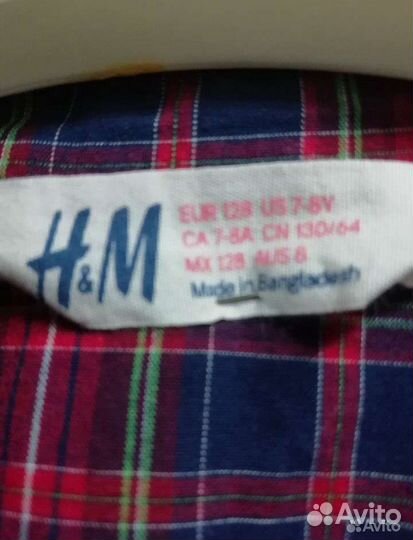 H&M
EUR 128 US 7-8Y
CA 7-8A CN 130/64
MX 128 AUS 8
Made in Bangladesh
Avito
Avito